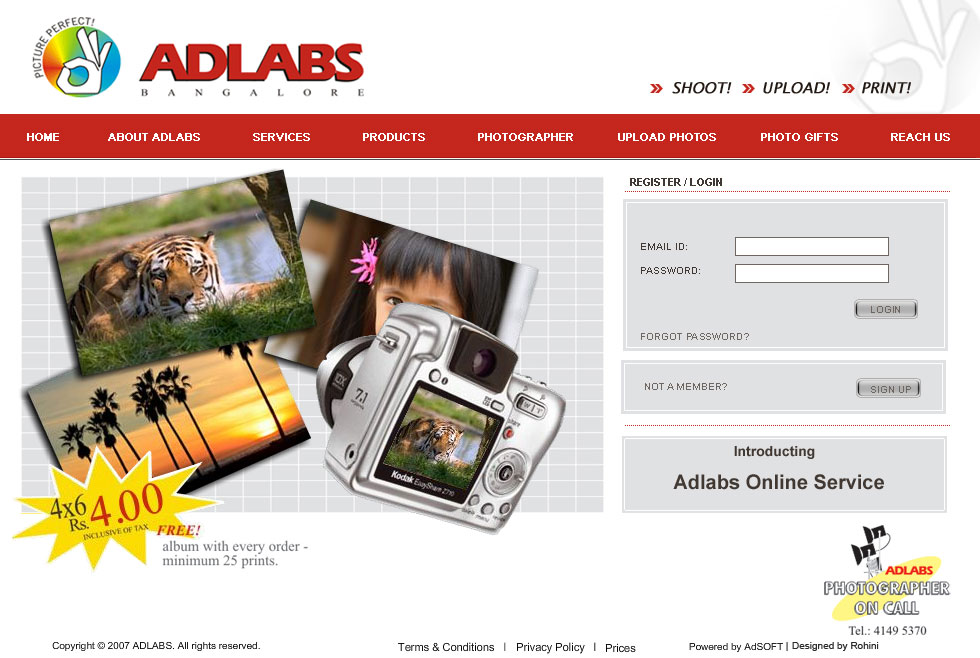 PICTURE PERFECT!
ADLABS
BANGALORE
SHOOT! UPLOAD! PRINT!
HOME ABOUT ADLABS SERVICES PRODUCTS PHOTOGRAPHER UPLOAD PHOTOS PHOTO GIFTS REACH US
REGISTER / LOGIN
EMAIL ID:
PASSWORD:
LOGIN
FORGOT PASSWORD?
NOT A MEMBER? SIGN UP
Introducting
Adlabs Online Service
10X
7.1
W T
Kodak EasyShare Z710
4x6
Rs. 4.00
INCLUSIVE OF TAX
FREE!
album with every order -
minimum 25 prints.
ADLABS
PHOTOGRAPHER
ON CALL
Tel.: 4149 5370
Copyright © 2007 ADLABS. All rights reserved. Terms & Conditions | Privacy Policy | Prices Powered by AdSOFT | Designed by Rohini